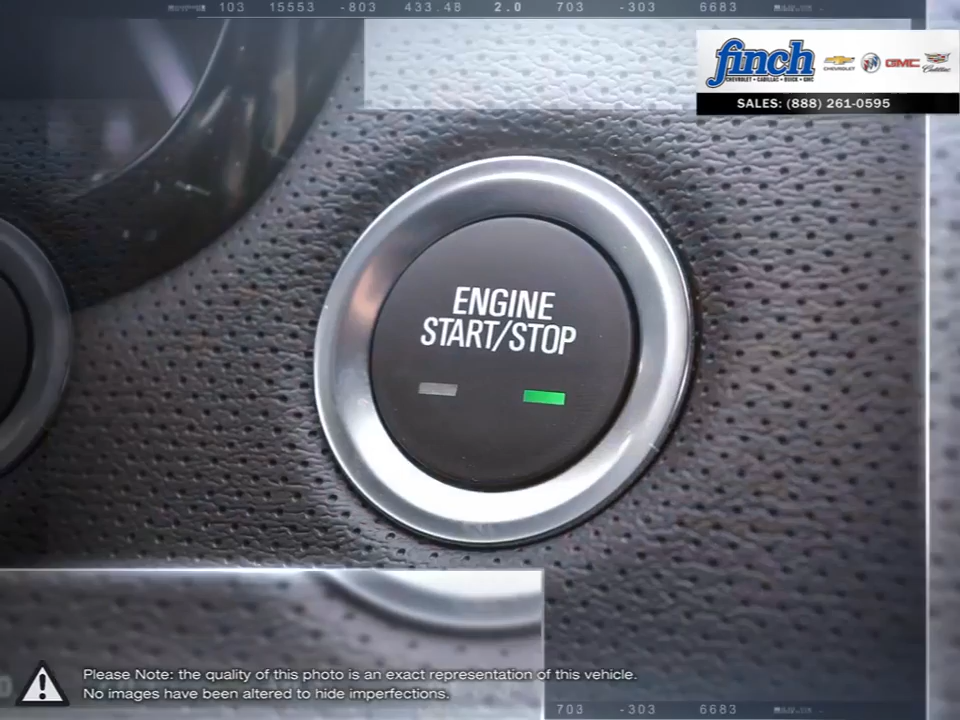 103 15553 -803 433.48 2.0 703 -303 6683
finch
CHEVROLET • CADILLAC • BUICK • GMC
CHEVROLET
GMC
Cadillac
SALES: (888) 261-0595
ENGINE
START/STOP
Please Note: the quality of this photo is an exact representation of this vehicle.
No images have been altered to hide imperfections.
703 -303 6683